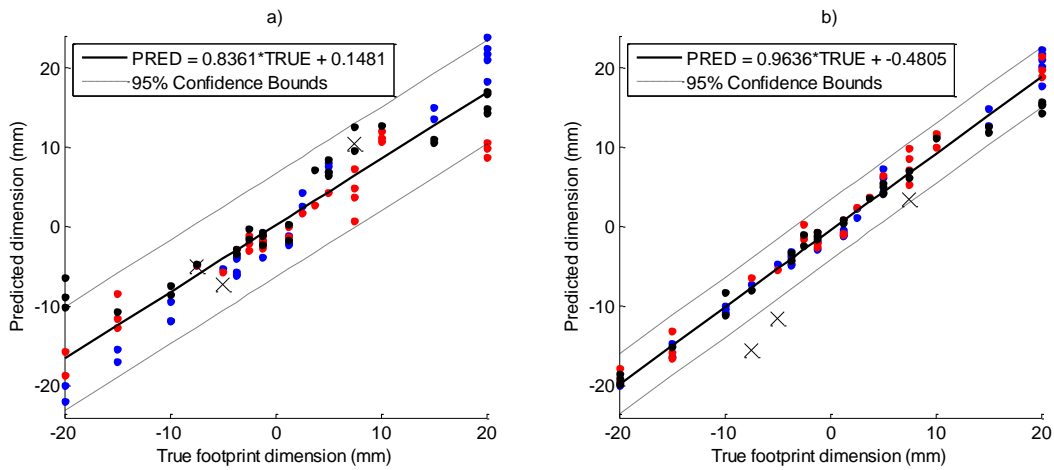 a)
PRED = 0.8361*TRUE + 0.1481
95% Confidence Bounds
Predicted dimension (mm)
20
10
0
-10
-20
-20 -10 0 10 20
True footprint dimension (mm)
b)
PRED = 0.9636*TRUE + -0.4805
95% Confidence Bounds
Predicted dimension (mm)
20
10
0
-10
-20
-20 -10 0 10 20
True footprint dimension (mm)